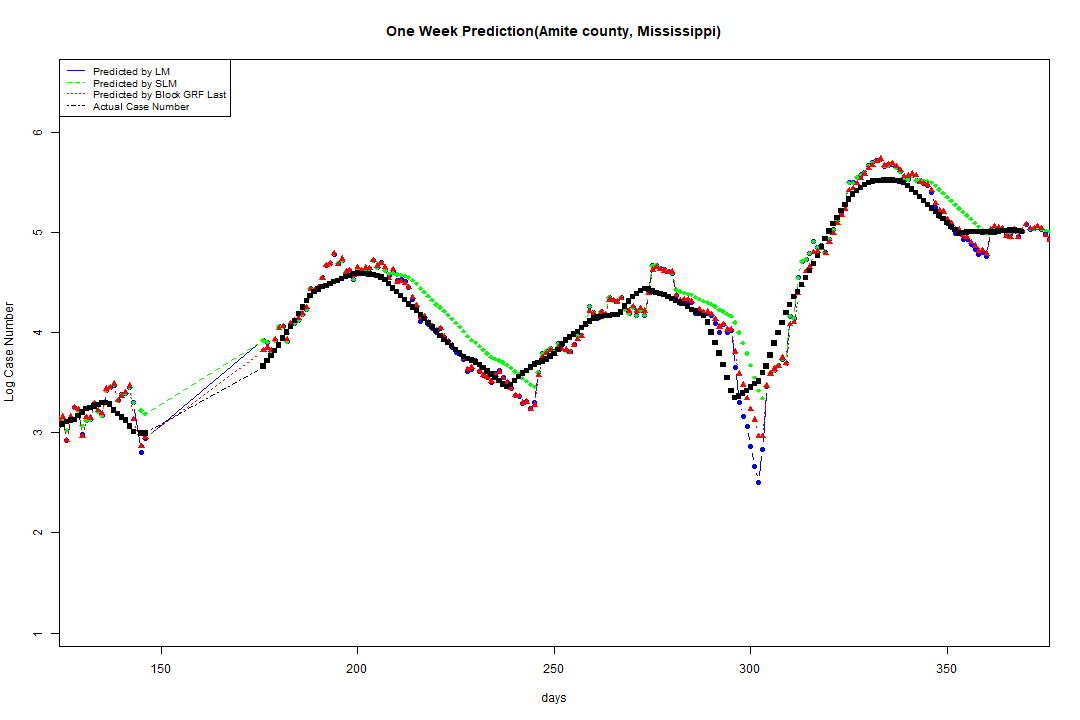 One Week Prediction(Amite county, Mississippi)
Predicted by LM
Predicted by SLM
Predicted by Block GRF Last
Actual Case Number
6
5
4
3
2
1
Log Case Number
150 200 250 300 350
days